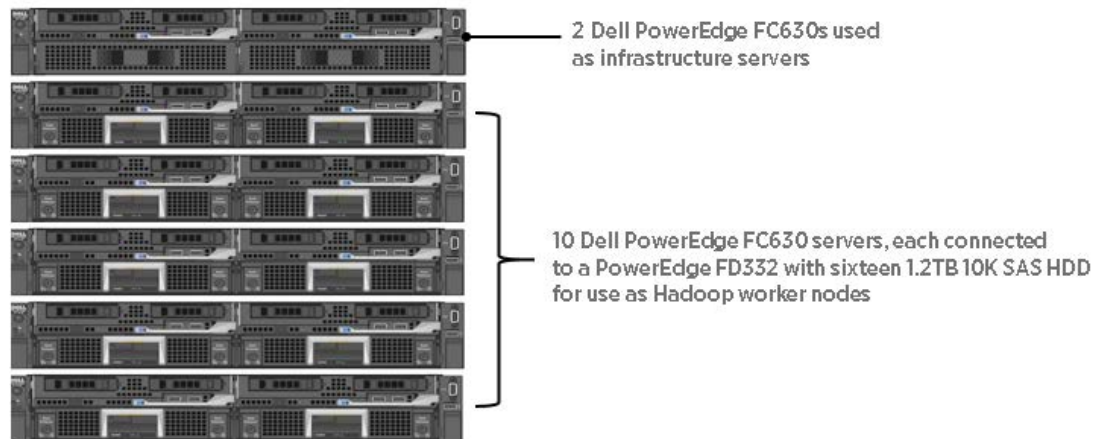 2 Dell PowerEdge FC630s used
as infrastructure servers
10 Dell PowerEdge FC630 servers, each connected
to a PowerEdge FD332 with sixteen 1.2TB 10K SAS HDD
for use as Hadoop worker nodes